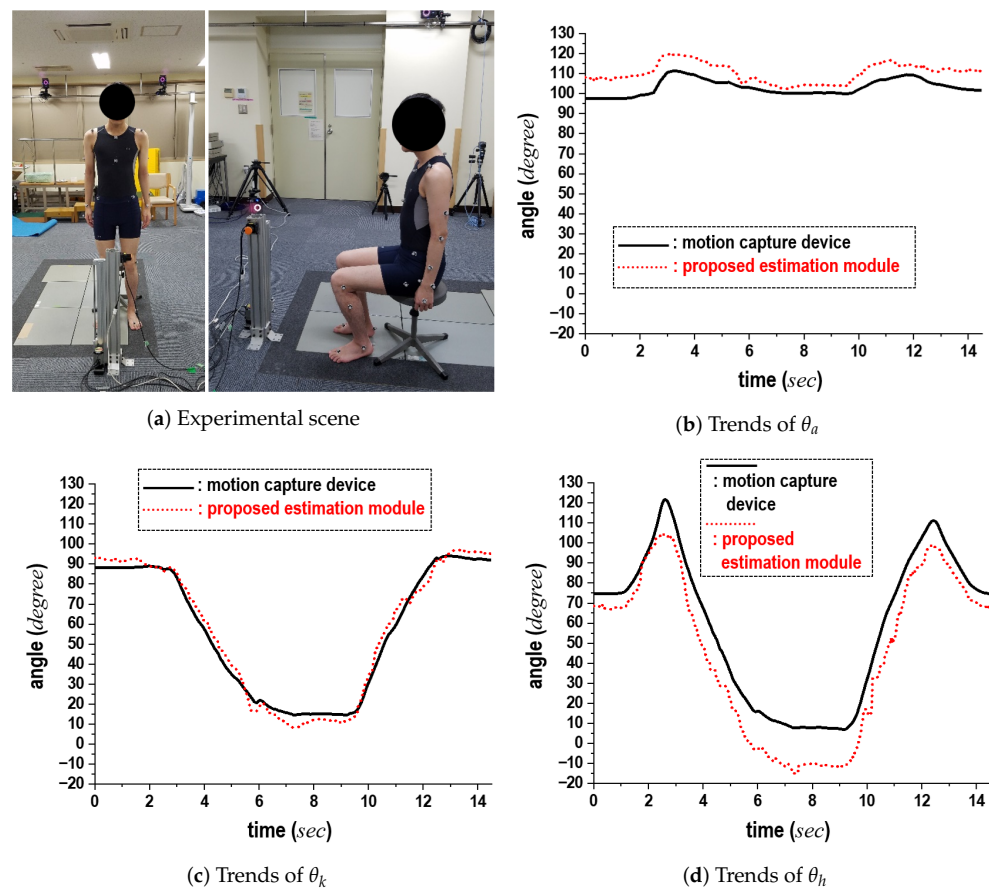 130
120
110
100
90
80
70
60
50
40
30
20
10
0
−10
−20
angle (degree)
: motion capture device
: proposed estimation module
0 2 4 6 8 10 12 14
time (sec)
(a) Experimental scene
(b) Trends of θa
130
120
110
100
90
80
70
60
50
40
30
20
10
0
−10
−20
angle (degree)
: motion capture device
: proposed estimation module
0 2 4 6 8 10 12 14
time (sec)
(c) Trends of θk
130
120
110
100
90
80
70
60
50
40
30
20
10
0
−10
−20
angle (degree)
: motion capture
device
: proposed
estimation module
0 2 4 6 8 10 12 14
time (sec)
(d) Trends of θh